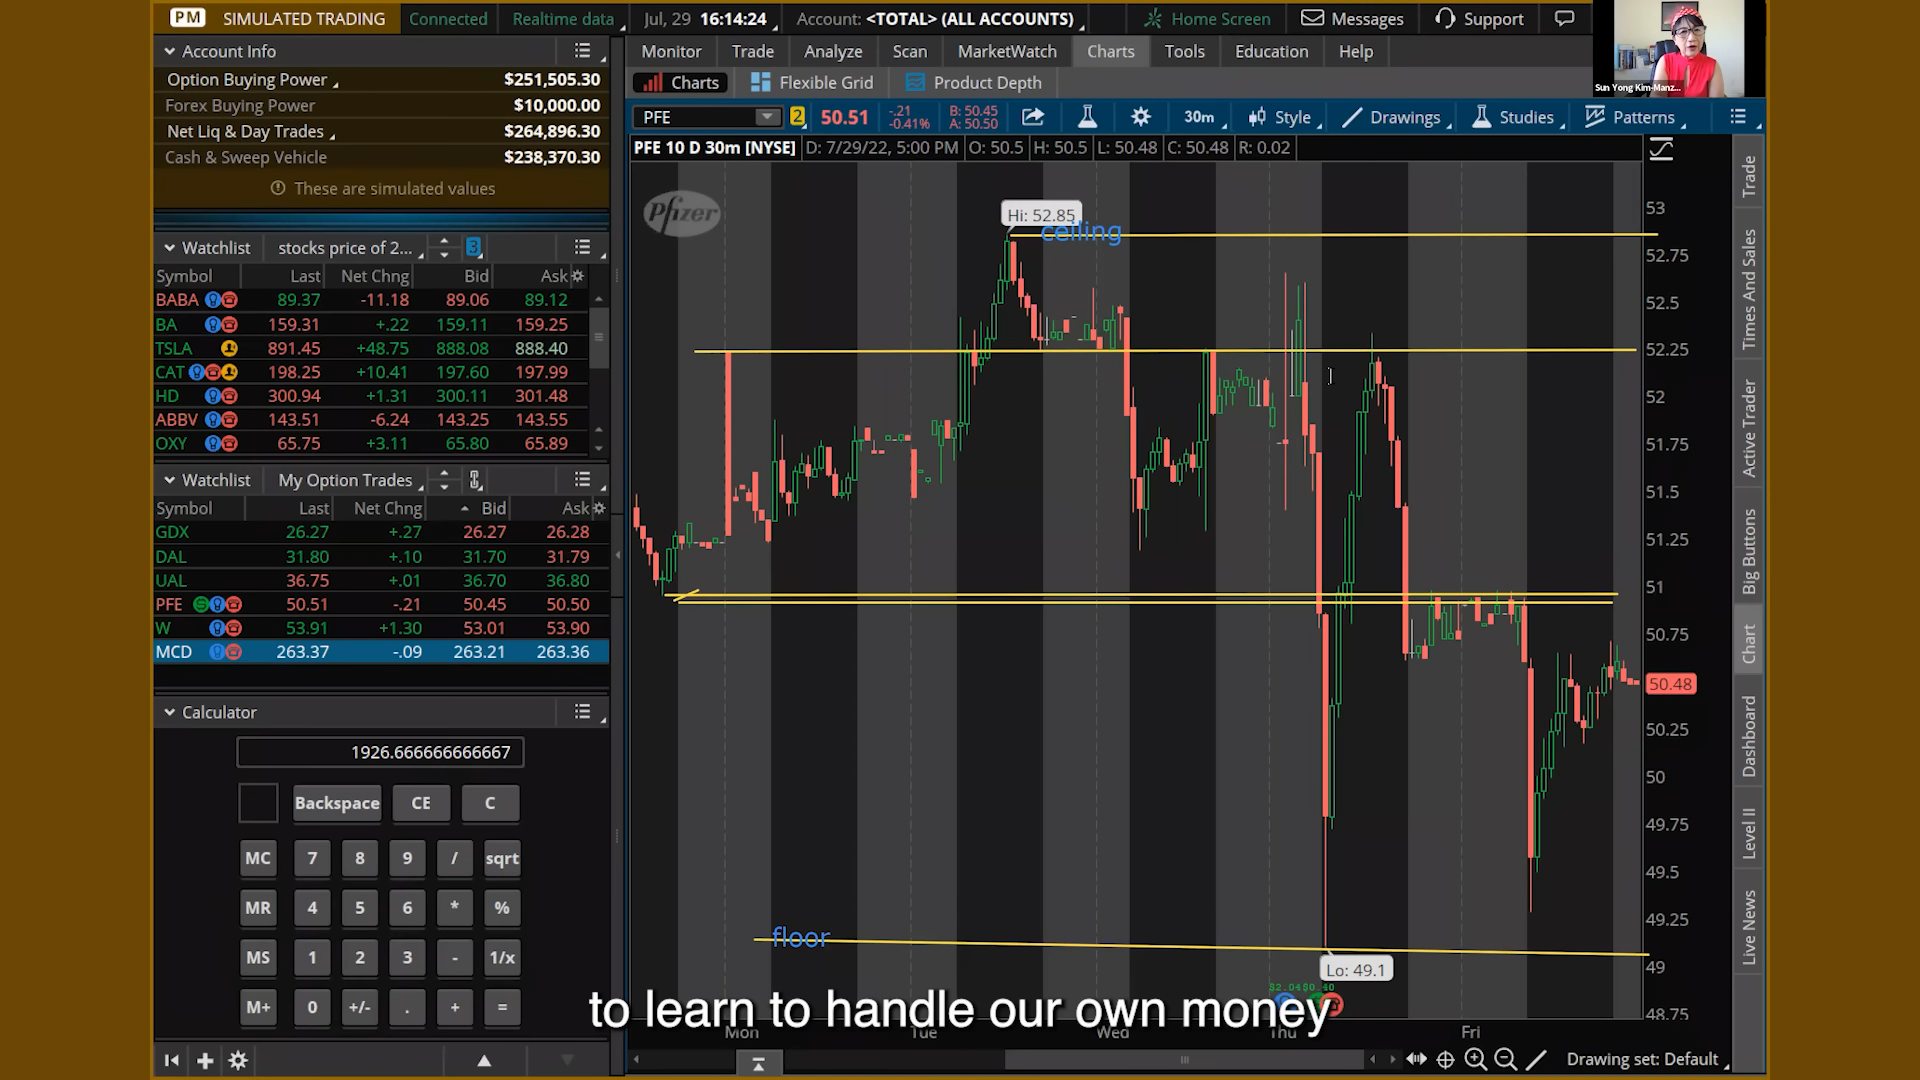 PM SIMULATED TRADING Connected Realtime data Jul, 29 16:14:24 Account: <TOTAL> (ALL ACCOUNTS) Home Screen Messages Support
Account Info
Option Buying Power $251,505.30
Forex Buying Power $10,000.00
Net Liq & Day Trades $264,896.30
Cash & Sweep Vehicle $238,370.30
These are simulated values
Watchlist stocks price of 2... 3
Symbol Last Net Chng Bid Ask
BABA 89.37 -11.18 89.06 89.12
BA 159.31 +.22 159.11 159.25
TSLA 891.45 +48.75 888.08 888.40
CAT 198.25 +10.41 197.60 197.99
HD 300.94 +1.31 300.11 301.48
ABBV 143.51 -6.24 143.25 143.55
OXY 65.75 +3.11 65.80 65.89
Watchlist My Option Trades
Symbol Last Net Chng Bid Ask
GDX 26.27 +.27 26.27 26.28
DAL 31.80 +.10 31.70 31.79
UAL 36.75 +.01 36.70 36.80
PFE 50.51 -.21 50.45 50.50
W 53.91 +1.30 53.01 53.90
MCD 263.37 -.09 263.21 263.36
Calculator
1926.666666666667
Backspace CE C
MC 7 8 9 / sqrt
MR 4 5 6 * %
MS 1 2 3 - 1/x
M+ 0 +/- . + =
Monitor Trade Analyze Scan MarketWatch Charts Tools Education Help
Charts Flexible Grid Product Depth
Sun Yong Kim-Manz...
PFE 2 50.51 -.21 -0.41% B: 50.45 A: 50.50 30m Style Drawings Studies Patterns
PFE 10 D 30m [NYSE] D: 7/29/22, 5:00 PM O: 50.5 H: 50.5 L: 50.48 C: 50.48 R: 0.02
Pfizer
Hi: 52.85
ceiling
floor
Lo: 49.1
$2.04$0.40
53
52.75
52.5
52.25
52
51.75
51.5
51.25
51
50.75
50.48
50.25
50
49.75
49.5
49.25
49
48.75
Mon Tue Wed Thu Fri
to learn to handle our own money
Drawing set: Default
Trade
Times And Sales
Active Trader
Big Buttons
Chart
Dashboard
Level II
Live News